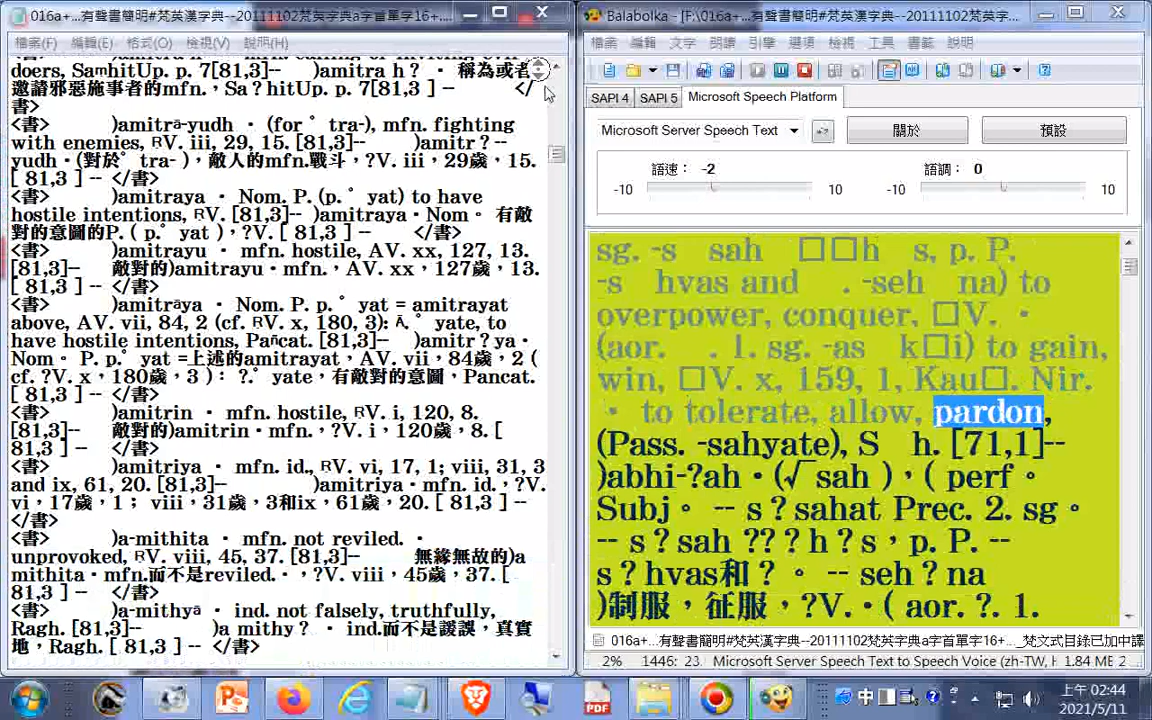 016a+...有聲書簡明#梵英漢字典--20111102梵英字典a字首單字16+...
檔案(F) 編輯(E) 格式(O) 檢視(V) 說明(H)
doers, SaṃhitUp. p. 7[81,3]-- )amitra h ? · 稱為或者
邀請邪惡施事者的mfn.，Sa？hitUp. p. 7[81,3 ] -- </
書>
<書> )amitrā-yudh · (for ゜tra-), mfn. fighting
with enemies, RV. iii, 29, 15. [81,3]-- )amitr ? --
yudh · (對於゜tra- )，敵人的mfn.戰斗，?V. iii，29歲，15.
[ 81,3 ] -- </書>
<書> )amitraya · Nom. P. (p.゜yat) to have
hostile intentions, RV. [81,3]-- )amitraya · Nom。 有敵
對的意圖的P. ( p.゜yat )，?V. [ 81,3 ] -- </書>
<書> )amitrayu · mfn. hostile, AV. xx, 127, 13.
[81,3]-- 敵對的)amitrayu · mfn.，AV. xx，127歲，13.
[ 81,3 ] -- </書>
<書> )amitrāya · Nom. P. p.゜yat = amitrayat
above, AV. vii, 84, 2 (cf. RV. x, 180, 3): Ā.゜yate, to
have hostile intentions, Pañcat. [81,3]-- )amitr ? ya ·
Nom。 P. p.゜yat =上述的amitrayat，AV. vii，84歲，2 (
cf. ?V. x，180歲，3 )： ?.゜yate，有敵對的意圖，Pancat.
[ 81,3 ] -- </書>
<書> )amitrin · mfn. hostile, RV. i, 120, 8.
[81,3]-- 敵對的)amitrin · mfn.，?V. i，120歲，8. [
81,3 ] -- </書>
<書> )amitriya · mfn. id., RV. vi, 17, 1; viii, 31, 3
and ix, 61, 20. [81,3]-- )amitriya · mfn. id.，?V.
vi，17歲，1； viii，31歲，3和ix，61歲，20. [ 81,3 ] --
</書>
<書> )a-mithita · mfn. not reviled. ·
unprovoked, RV. viii, 45, 37. [81,3]-- 無緣無故的)a
mithita · mfn.而不是reviled. ·，?V. viii，45歲，37. [
81,3 ] -- </書>
<書> )a-mithyā · ind. not falsely, truthfully,
Ragh. [81,3]-- )a mithy ? · ind.而不是謊誤，真實
地，Ragh. [ 81,3 ] -- </書>
Balabolka - [F:\016a+...有聲書簡明#梵英漢字典--20111102梵英字...
檔案 編輯 文字 朗讀 引擎 選項 檢視 工具 書籤 說明
SAPI 4 SAPI 5 Microsoft Speech Platform
Microsoft Server Speech Text 關於 預設
語速： -2 語調： 0
-10 10 -10 10
sg. -s sah □□h s, p. P.
-s hvas and . -seh na) to
overpower, conquer, □V. ·
(aor. . 1. sg. -as k□i) to gain,
win, □V. x, 159, 1, Kau□. Nir.
· to tolerate, allow, pardon,
(Pass. -sahyate), S h. [71,1]--
)abhi-?ah · (√ sah )，( perf。
Subj。 -- s ? sahat Prec. 2. sg。
-- s ? sah ?? ? h ? s，p. P. --
s ? hvas和 ? 。 -- seh ? na
)制服，征服，?V. · ( aor. ?. 1.
016a+...有聲書簡明#梵英漢字典--20111102梵英字典a字首單字16+..._梵文式目錄已加中譯
2% 1446: 23 Microsoft Server Speech Text to Speech Voice (zh-TW, H 1.84 MB 2
上午 02:44
2021/5/11